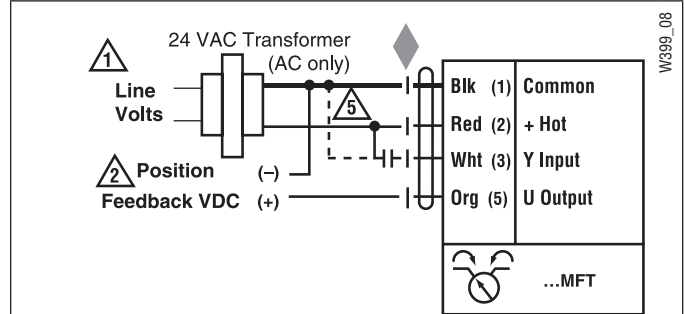 W399_08
24 VAC Transformer
(AC only)
1
Line
Volts
5
2 Position (–)
Feedback VDC (+)
Blk (1) Common
Red (2) + Hot
Wht (3) Y Input
Org (5) U Output
...MFT